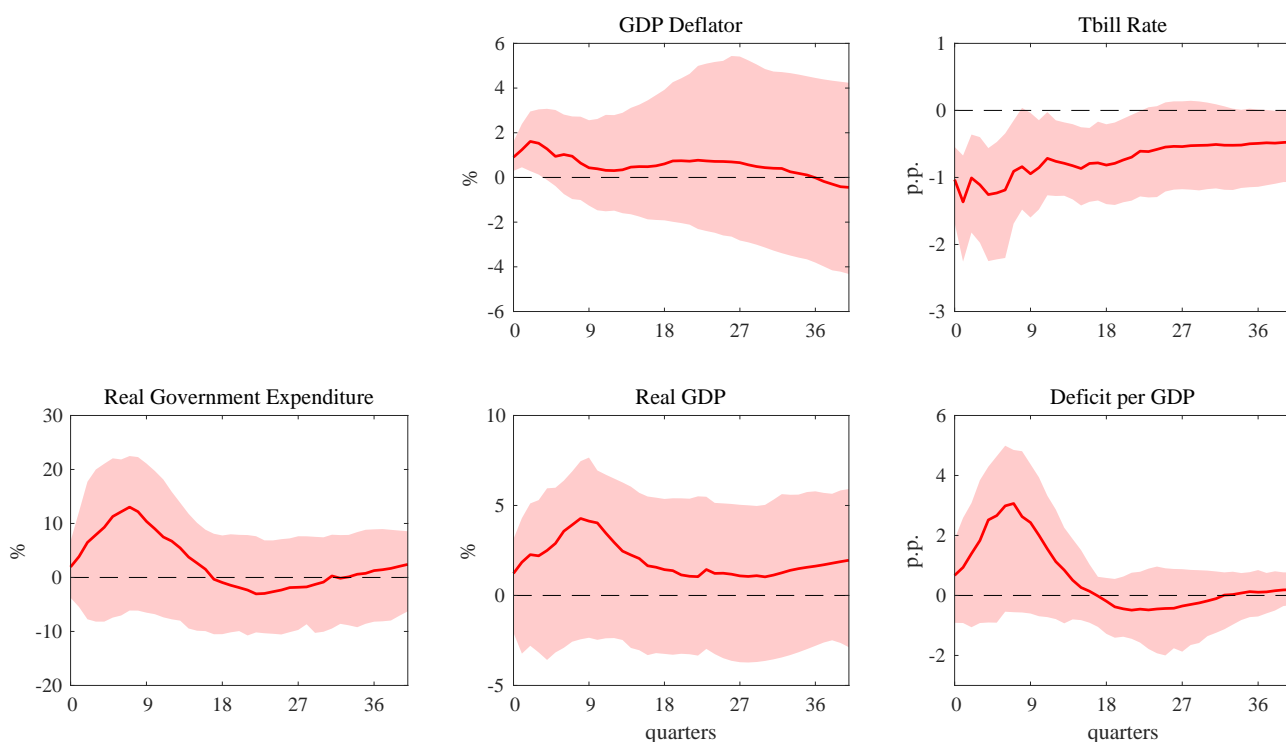 GDP Deflator
6
4
2
0
-2
-4
-6
%
0 9 18 27 36
Tbill Rate
1
0
-1
-2
-3
p.p.
0 9 18 27 36
Real Government Expenditure
30
20
10
0
-10
-20
%
0 9 18 27 36
Real GDP
10
5
0
-5
%
0 9 18 27 36
quarters
Deficit per GDP
6
4
2
0
-2
p.p.
0 9 18 27 36
quarters